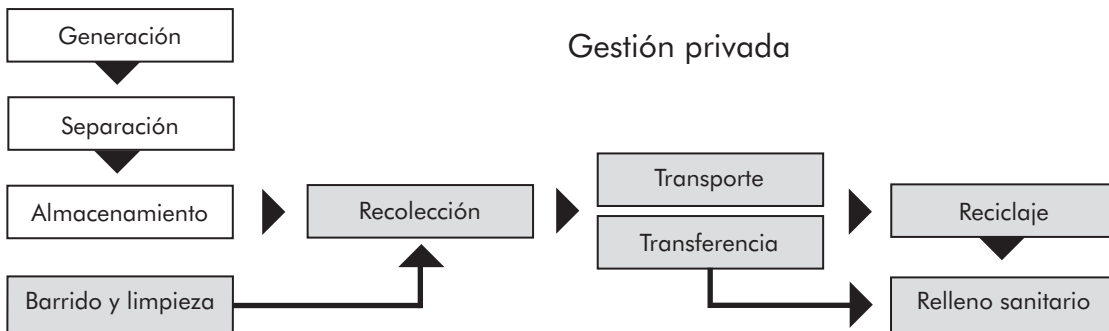 Generación
Gestión privada
Separación
Almacenamiento
Recolección
Transporte
Transferencia
Reciclaje
Barrido y limpieza
Relleno sanitario